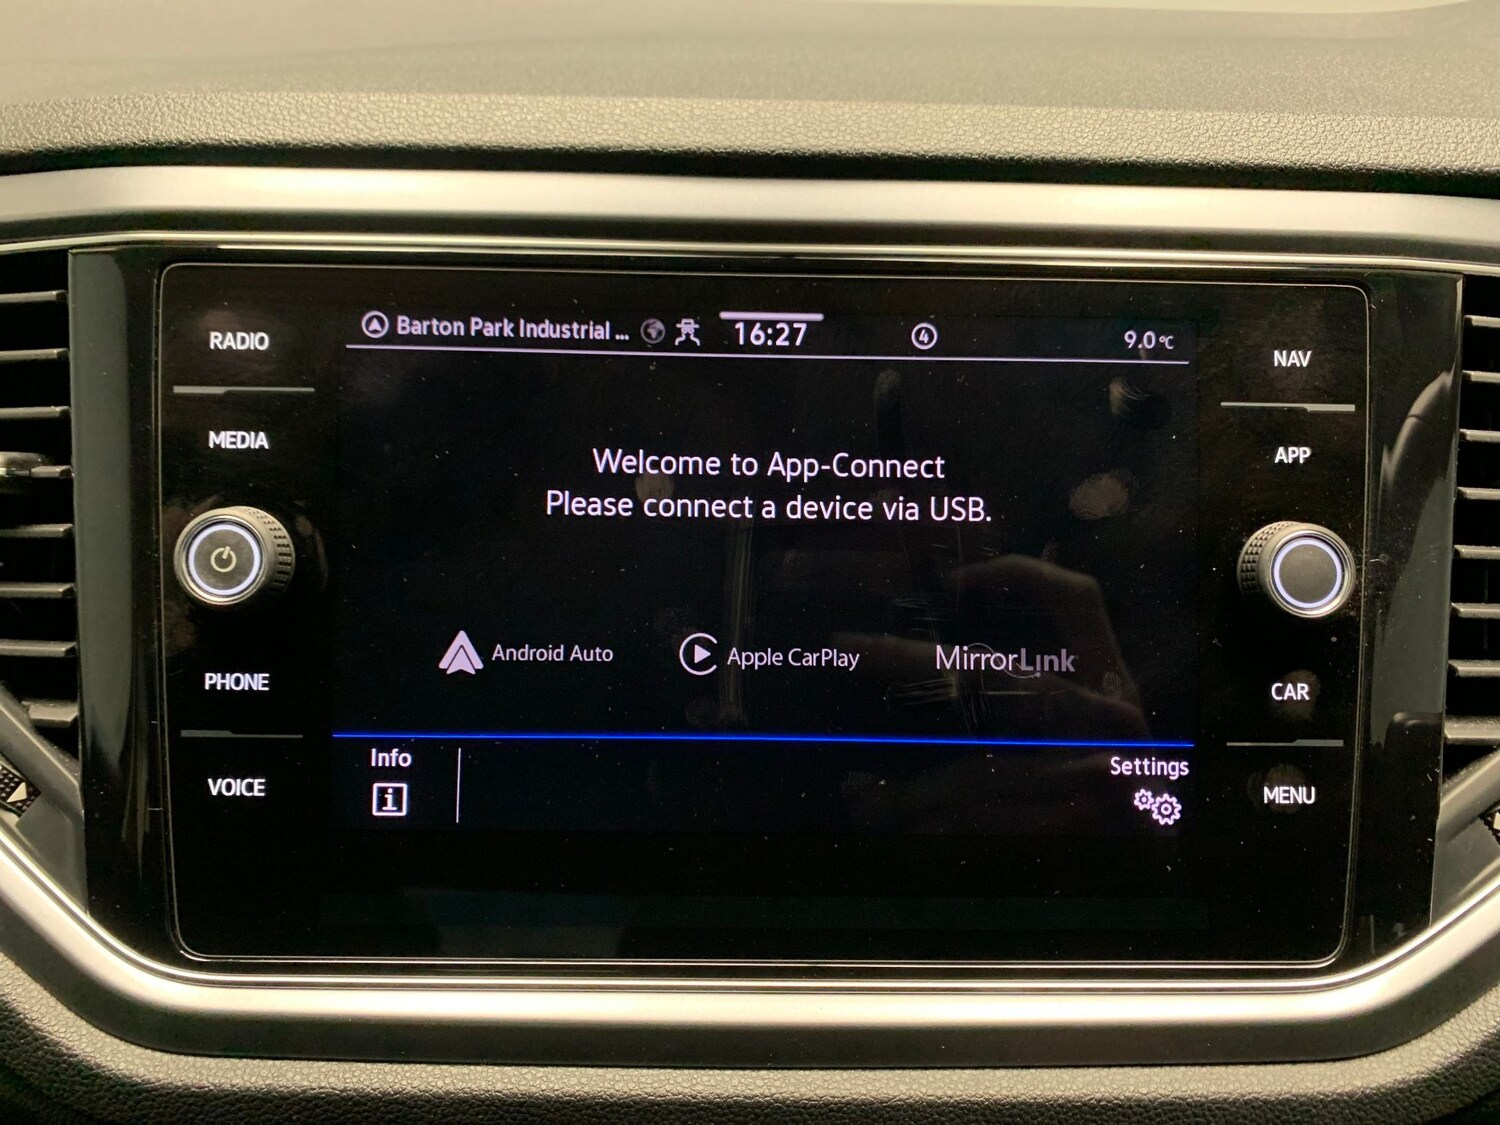 RADIO
MEDIA
PHONE
VOICE
Barton Park Industrial ...
16:27
4
9.0°C
Welcome to App-Connect
Please connect a device via USB.
Android Auto
Apple CarPlay
MirrorLink
Info
i
Settings
NAV
APP
CAR
MENU